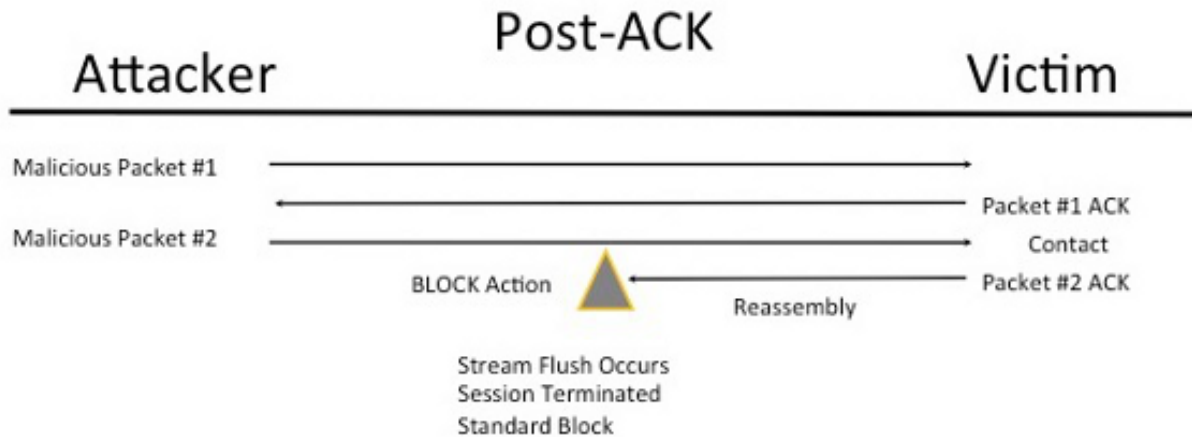 Post-ACK
Attacker
Victim
Malicious Packet #1
Packet #1 ACK
Malicious Packet #2
Contact
BLOCK Action
Packet #2 ACK
Reassembly
Stream Flush Occurs
Session Terminated
Standard Block